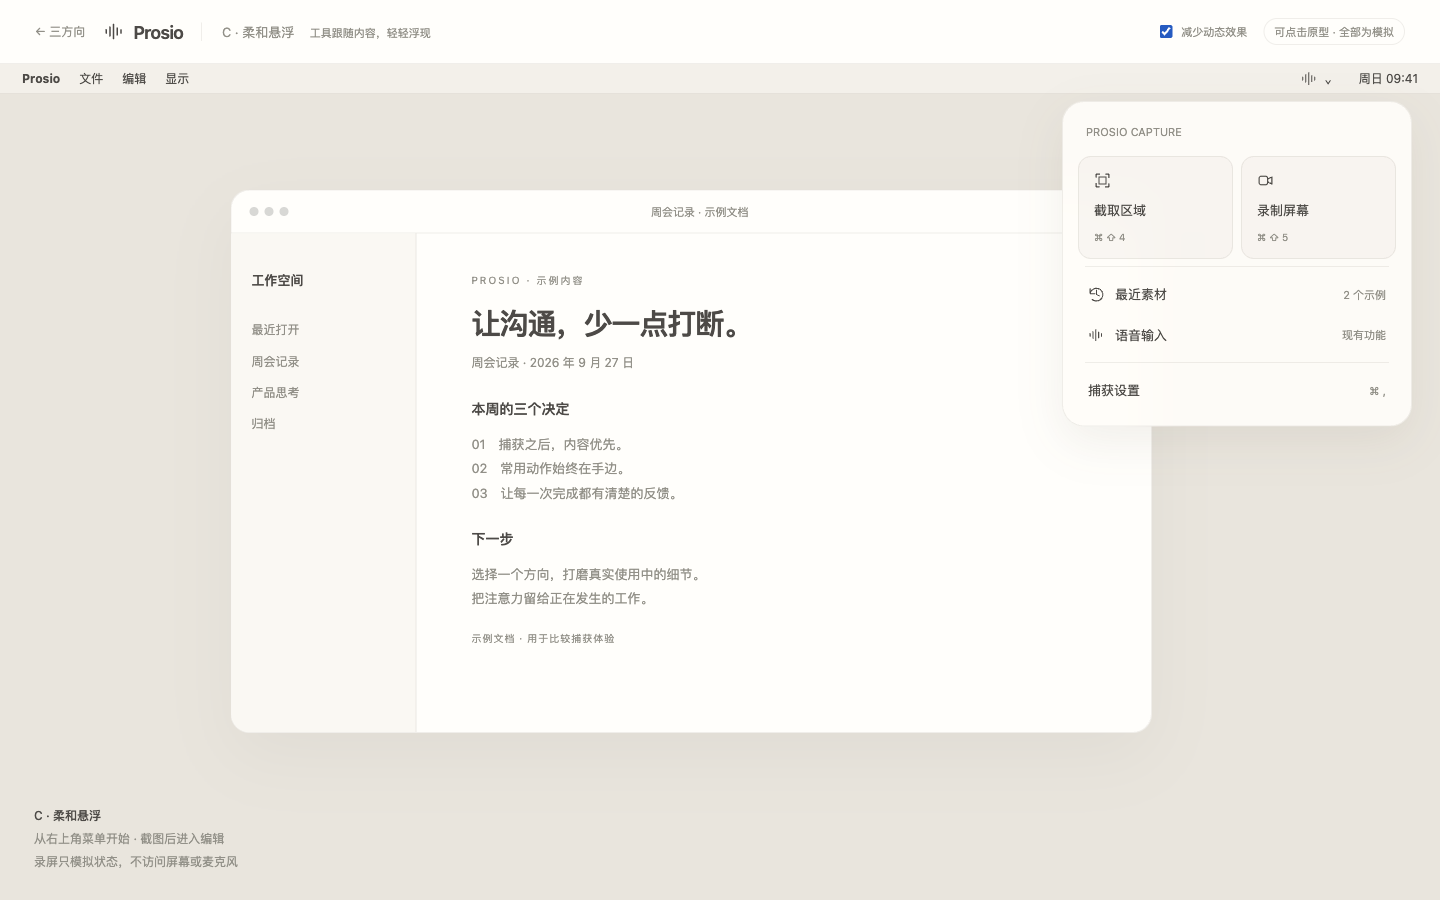 ← 三方向
Prosio
C · 柔和悬浮
工具跟随内容，轻轻浮现
减少动态效果
可点击原型 · 全部为模拟
Prosio 文件 编辑 显示
周日 09:41
PROSIO CAPTURE
截取区域
⌘ ⇧ 4
录制屏幕
⌘ ⇧ 5
最近素材
2 个示例
语音输入
现有功能
捕获设置
⌘ ,
周会记录 · 示例文档
工作空间
最近打开
周会记录
产品思考
归档
PROSIO · 示例内容
让沟通，少一点打断。
周会记录 · 2026 年 9 月 27 日
本周的三个决定
01 捕获之后，内容优先。
02 常用动作始终在手边。
03 让每一次完成都有清楚的反馈。
下一步
选择一个方向，打磨真实使用中的细节。
把注意力留给正在发生的工作。
示例文档 · 用于比较捕获体验
C · 柔和悬浮
从右上角菜单开始 · 截图后进入编辑
录屏只模拟状态，不访问屏幕或麦克风